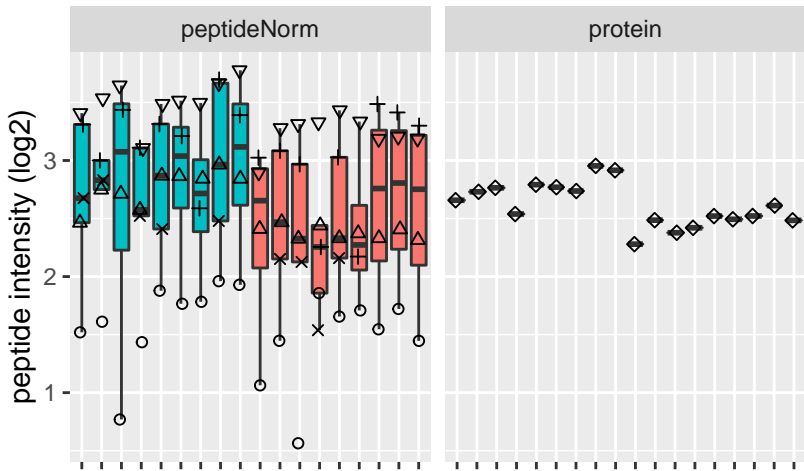 peptideNorm
protein
peptide intensity (log2)
3
2
1